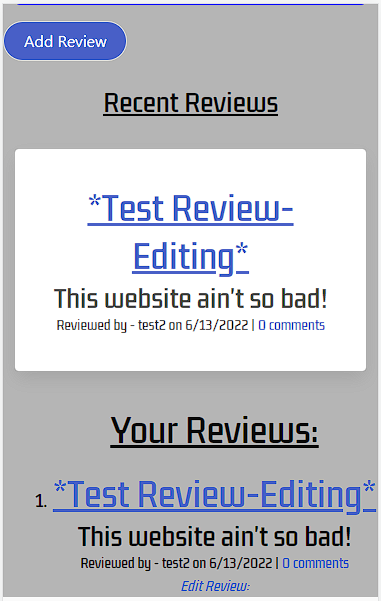 Add Review
Recent Reviews
*Test Review-
Editing*
This website ain't so bad!
Reviewed by - test2 on 6/13/2022 | 0 comments
Your Reviews:
1. *Test Review-Editing*
This website ain't so bad!
Reviewed by - test2 on 6/13/2022 | 0 comments
Edit Review: